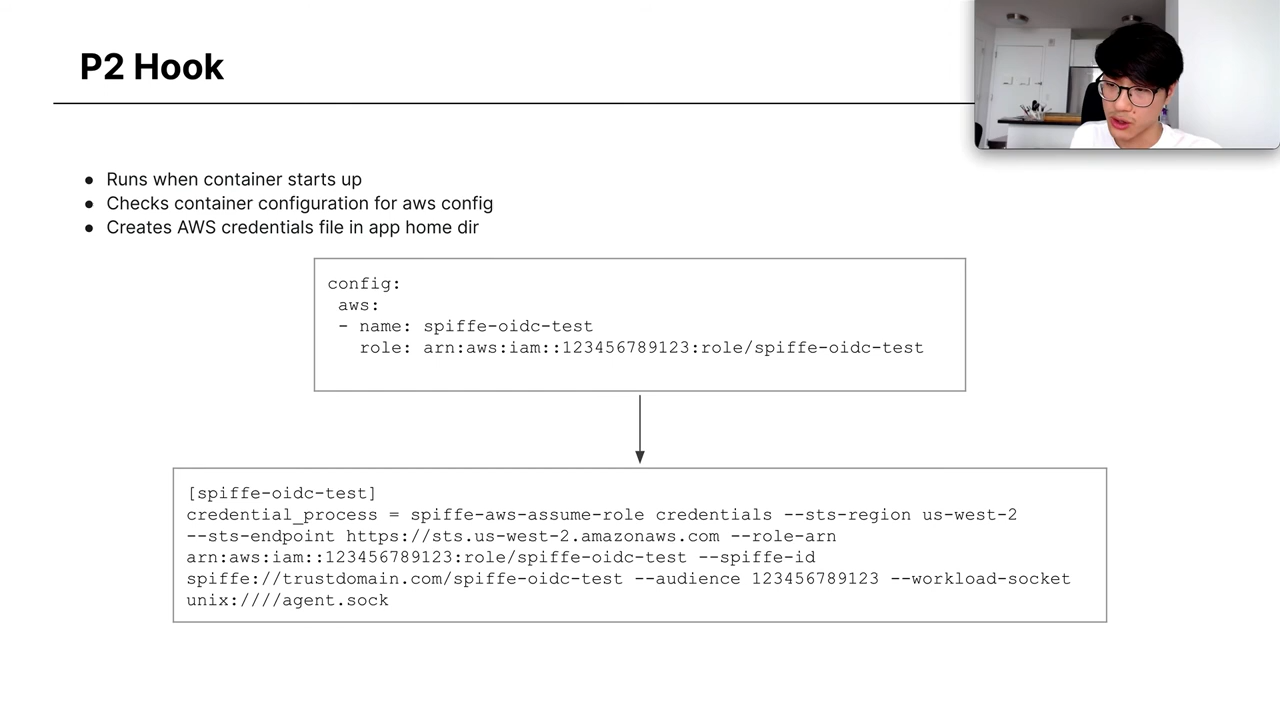 P2 Hook
● Runs when container starts up
● Checks container configuration for aws config
● Creates AWS credentials file in app home dir
config:
aws:
- name: spiffe-oidc-test
role: arn:aws:iam::123456789123:role/spiffe-oidc-test
[spiffe-oidc-test]
credential_process = spiffe-aws-assume-role credentials --sts-region us-west-2
--sts-endpoint https://sts.us-west-2.amazonaws.com --role-arn
arn:aws:iam::123456789123:role/spiffe-oidc-test --spiffe-id
spiffe://trustdomain.com/spiffe-oidc-test --audience 123456789123 --workload-socket
unix:////agent.sock